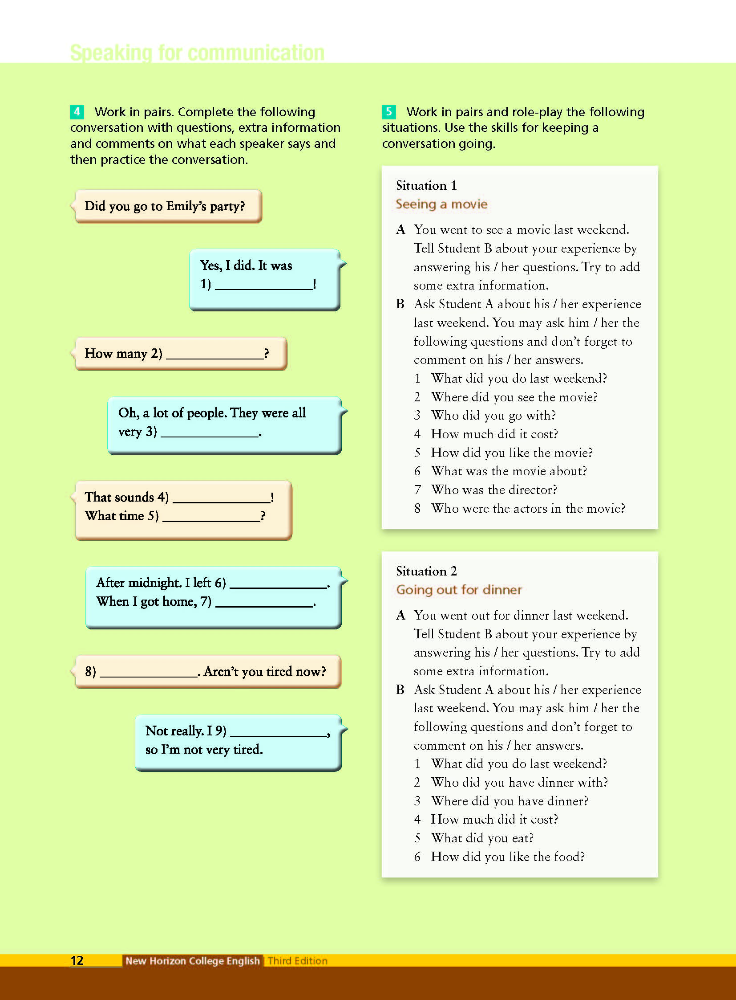 Speaking for communication
4 Work in pairs. Complete the following
conversation with questions, extra information
and comments on what each speaker says and
then practice the conversation.
Did you go to Emily’s party?
Yes, I did. It was
1) ______________!
How many 2) ______________?
Oh, a lot of people. They were all
very 3) ______________.
That sounds 4) ______________!
What time 5) ______________?
After midnight. I left 6) ______________.
When I got home, 7) ______________.
8) ______________. Aren’t you tired now?
Not really. I 9) ______________,
so I’m not very tired.
5 Work in pairs and role-play the following
situations. Use the skills for keeping a
conversation going.
Situation 1
Seeing a movie
A You went to see a movie last weekend.
Tell Student B about your experience by
answering his / her questions. Try to add
some extra information.
B Ask Student A about his / her experience
last weekend. You may ask him / her the
following questions and don’t forget to
comment on his / her answers.
1 What did you do last weekend?
2 Where did you see the movie?
3 Who did you go with?
4 How much did it cost?
5 How did you like the movie?
6 What was the movie about?
7 Who was the director?
8 Who were the actors in the movie?
Situation 2
Going out for dinner
A You went out for dinner last weekend.
Tell Student B about your experience by
answering his / her questions. Try to add
some extra information.
B Ask Student A about his / her experience
last weekend. You may ask him / her the
following questions and don’t forget to
comment on his / her answers.
1 What did you do last weekend?
2 Who did you have dinner with?
3 Where did you have dinner?
4 How much did it cost?
5 What did you eat?
6 How did you like the food?
12 New Horizon College English | Third Edition